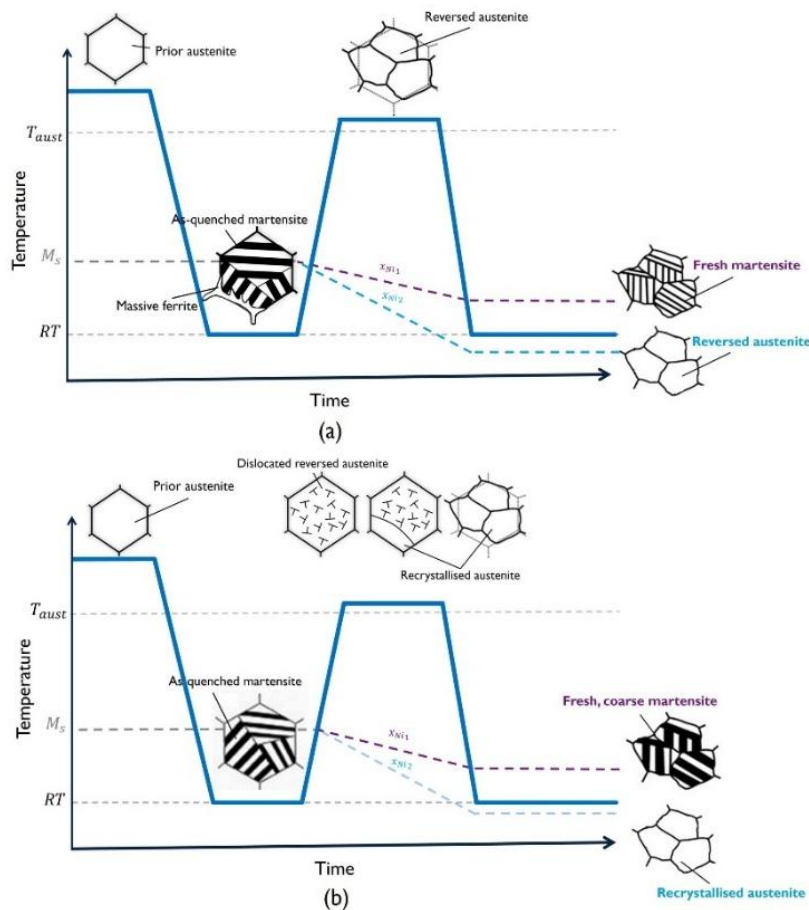 Prior austenite
Reversed austenite
T_aust
As-quenched martensite
M_s
Massive ferrite
x_Ni1
x_Ni2
Fresh martensite
RT
Reversed austenite
Temperature
Time
(a)
Dislocated reversed austenite
Prior austenite
Recrystallised austenite
T_aust
As-quenched martensite
Fresh, coarse martensite
M_s
x_Ni1
x_Ni2
RT
Temperature
Time
Recrystallised austenite
(b)